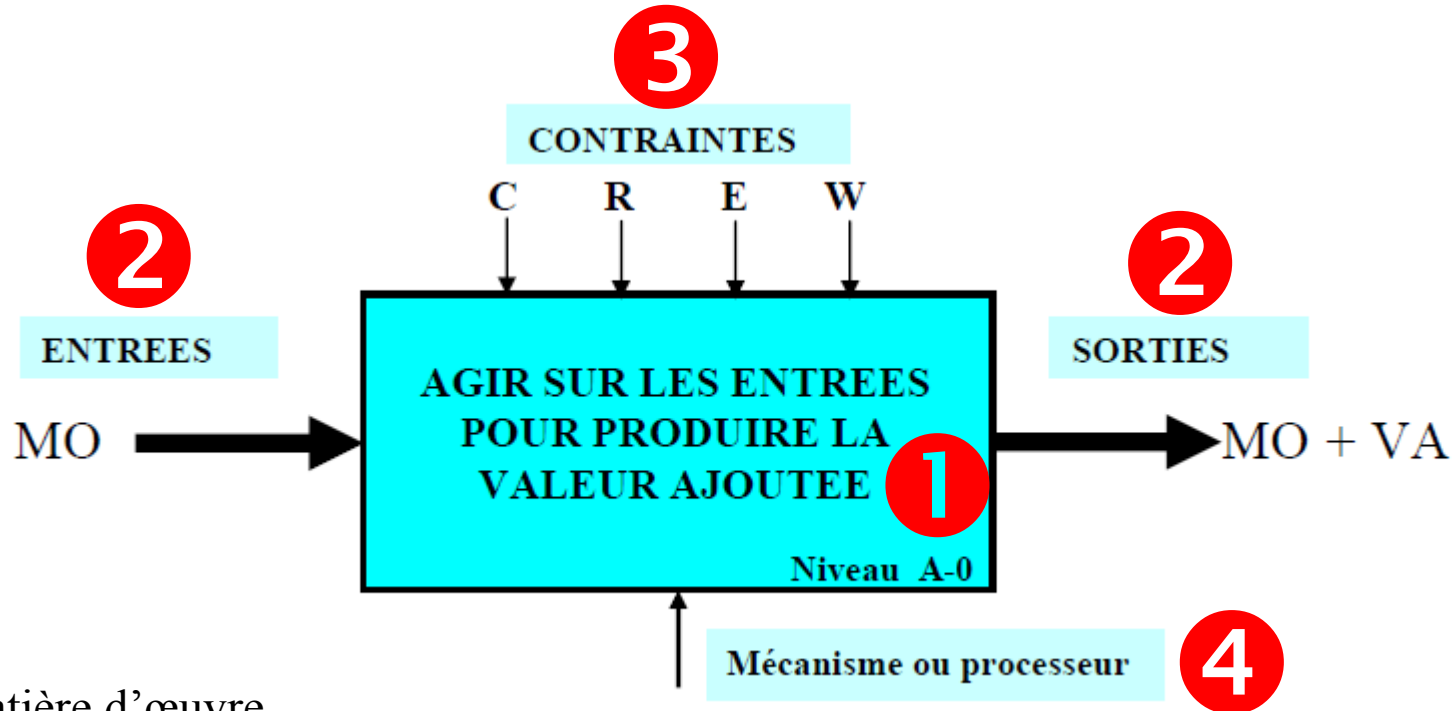 3
CONTRAINTES
C R E W
2
2
ENTREES
SORTIES
AGIR SUR LES ENTREES
POUR PRODUIRE LA
VALEUR AJOUTEE
1
MO
MO + VA
Niveau A-0
Mécanisme ou processeur
4
d’œuvre